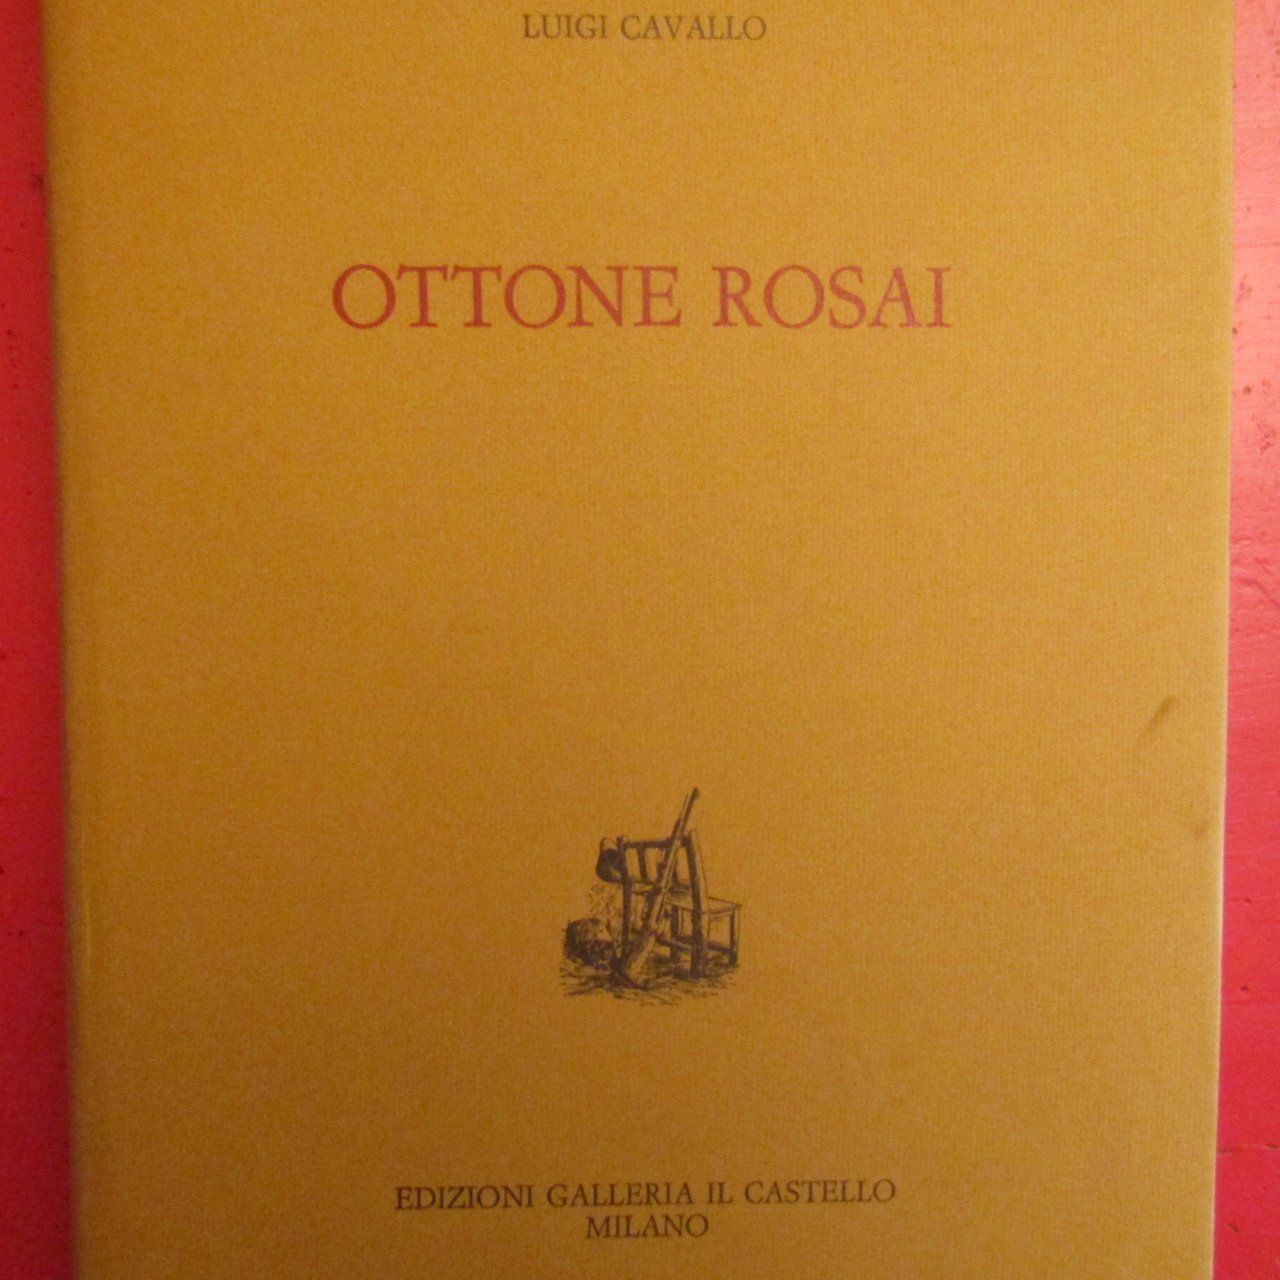 LUIGI CAVALLO
OTTONE ROSAI
EDIZIONI GALLERIA IL CASTELLO
MILANO